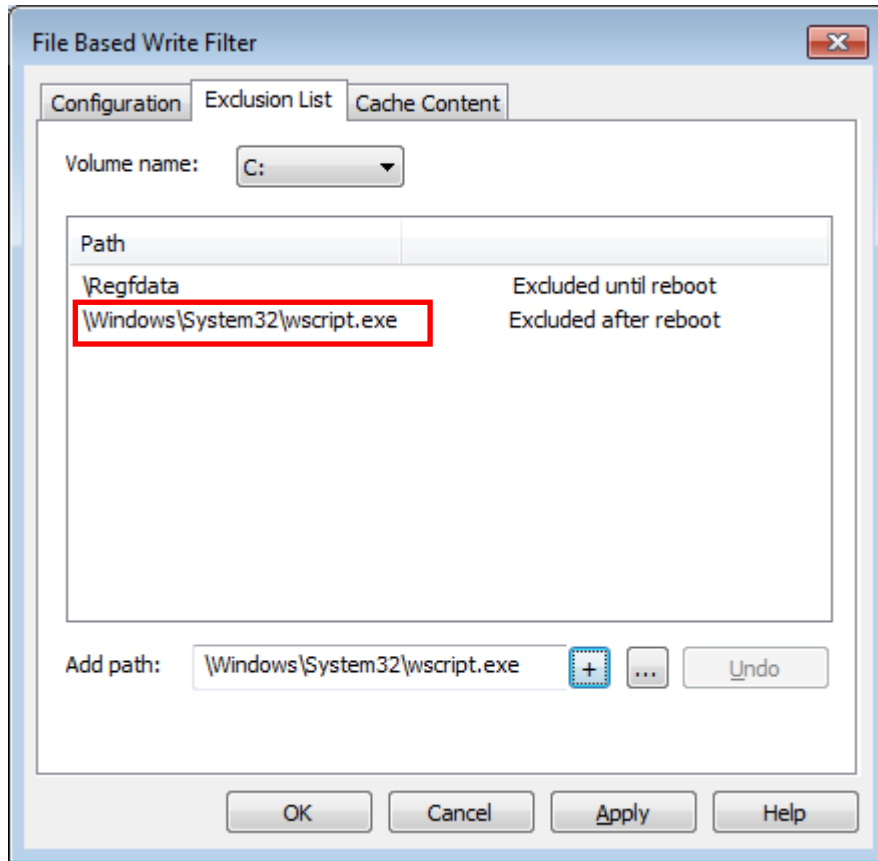 File Based Write Filter
Configuration Exclusion List Cache Content
Volume name: C:
Path
\Regfdata Excluded until reboot
\Windows\System32\wscript.exe Excluded after reboot
Add path: \Windows\System32\wscript.exe + ... Undo
OK Cancel Apply Help